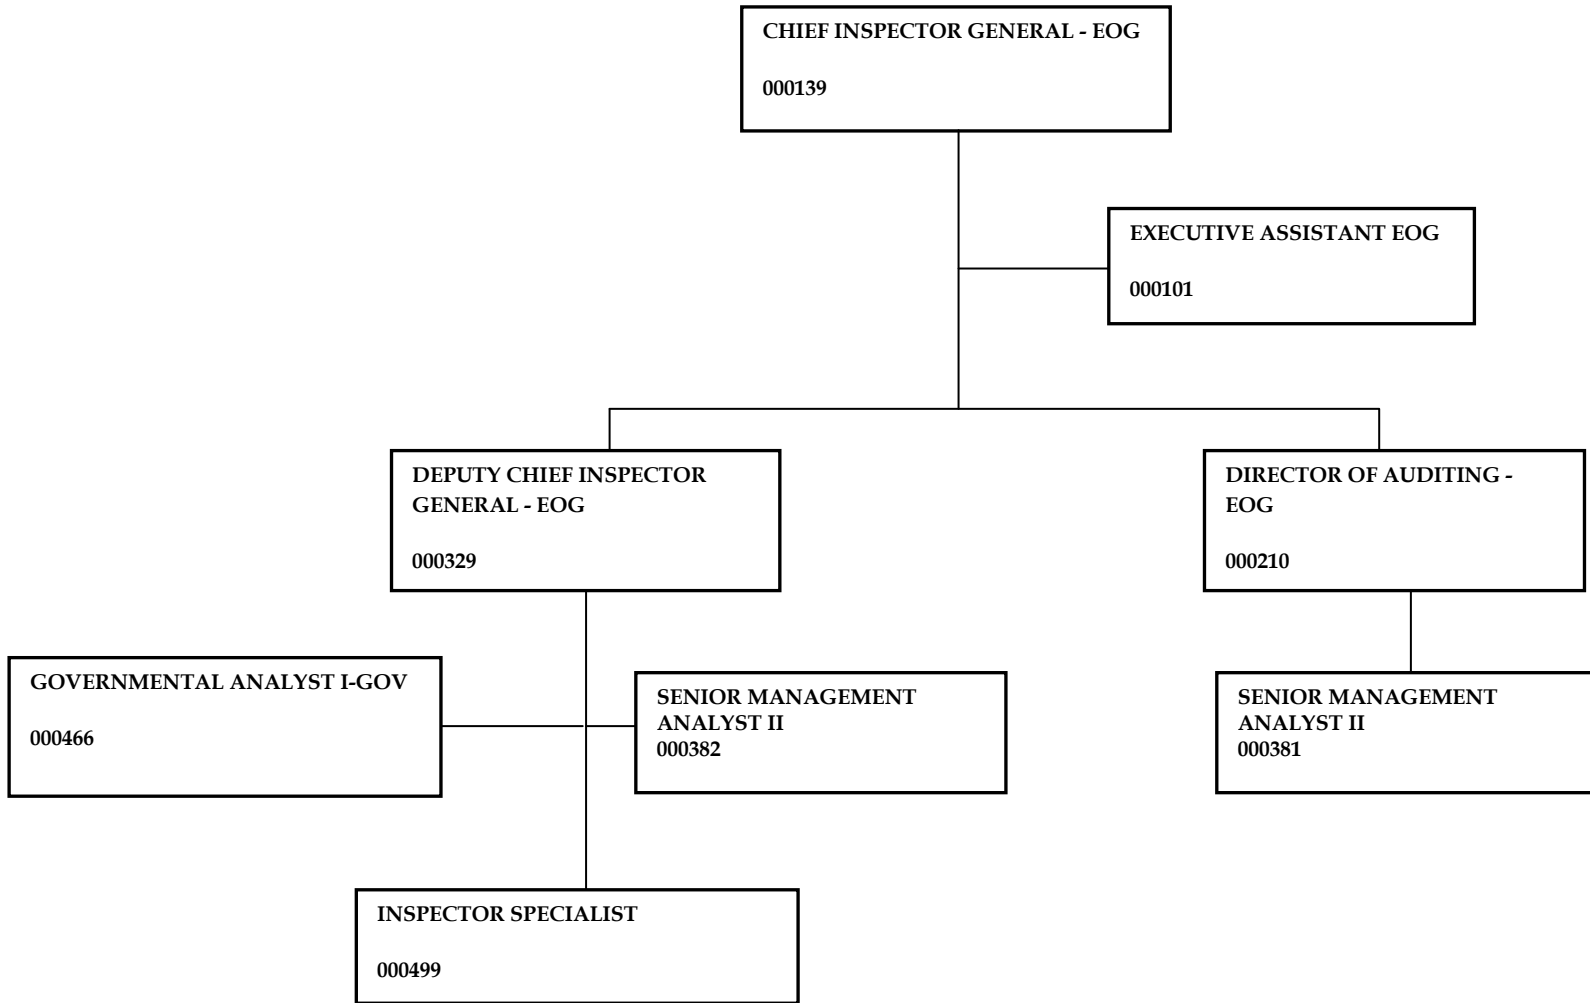 CHIEF INSPECTOR GENERAL - EOG
000139
EXECUTIVE ASSISTANT EOG
000101
DEPUTY CHIEF INSPECTOR
GENERAL - EOG
000329
DIRECTOR OF AUDITING -
EOG
000210
GOVERNMENTAL ANALYST I-GOV
000466
SENIOR MANAGEMENT
ANALYST II
000382
SENIOR MANAGEMENT
ANALYST II
000381
INSPECTOR SPECIALIST
000499